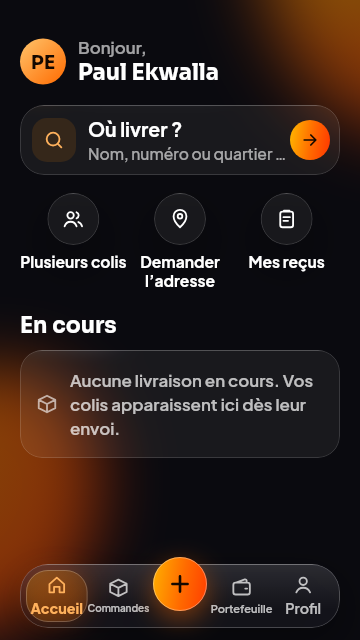 PE
Bonjour,
Paul Ekwalla
Où livrer ?
Nom, numéro ou quartier ...
Plusieurs colis
Demander
l'adresse
Mes reçus
En cours
Aucune livraison en cours. Vos
colis apparaissent ici dès leur
envoi.
Accueil
Commandes
Portefeuille
Profil